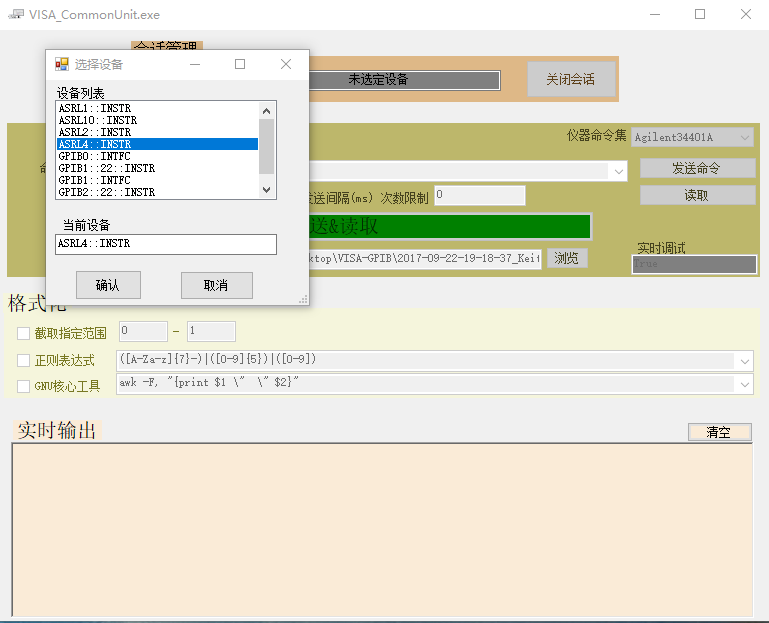 VISA_CommonUnit.exe
会话管理
选择设备
设备列表
ASRL1::INSTR
ASRL10::INSTR
ASRL2::INSTR
ASRL4::INSTR
GPIB0::INTFC
GPIB1::22::INSTR
GPIB1::INTFC
GPIB2::22::INSTR
当前设备
ASRL4::INSTR
确认
取消
未选定设备
关闭会话
仪器命令集
Agilent34401A
发送命令
读取
发送间隔(ms) 次数限制
0
送&读取
ktop\VISA-GPIB\2017-09-22-19-18-37_Keit
浏览
实时调试
True
格式化
截取指定范围
0
-
1
正则表达式
([A-Za-z]{7}-)|([0-9]{5})|([0-9])
GNU核心工具
awk -F, "{print $1 \"  \" $2}"
实时输出
清空